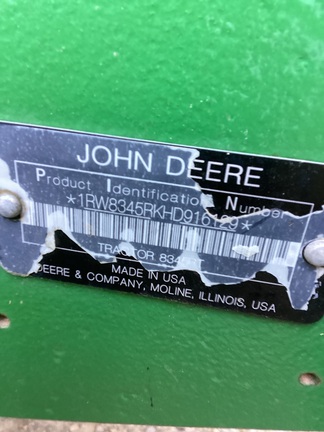 JOHN DEERE
Product Identification Number
*1RW8345RKHD916129*
TRACTOR
MADE IN USA
DEERE & COMPANY, MOLINE, ILLINOIS, USA